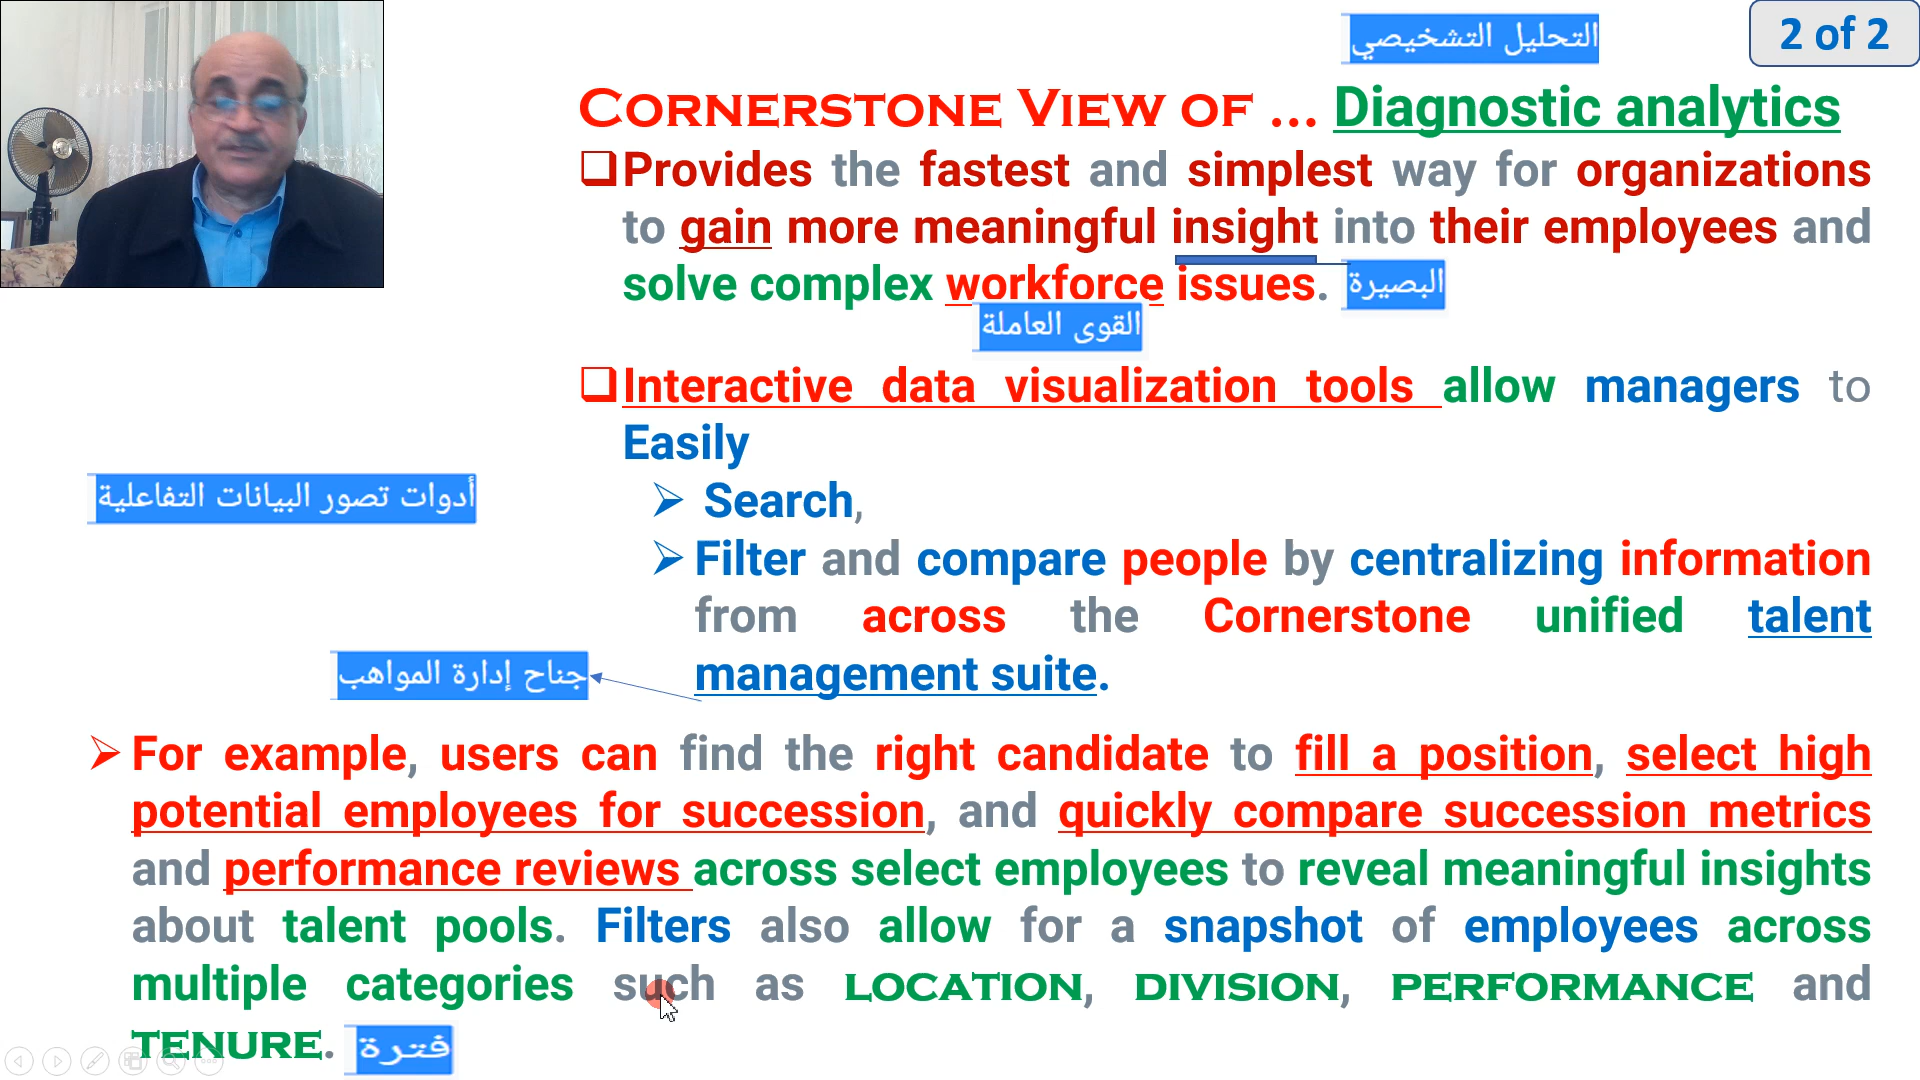 التحليل التشخيصي
2 of 2
Cornerstone View of ... Diagnostic analytics
Provides the fastest and simplest way for organizations
to gain more meaningful insight into their employees and
solve complex workforce issues.
البصيرة
القوى العاملة
Interactive data visualization tools allow managers to
Easily
Search,
أدوات تصور البيانات التفاعلية
Filter and compare people by centralizing information
from across the Cornerstone unified talent
management suite.
جناح إدارة المواهب
For example, users can find the right candidate to fill a position, select high
potential employees for succession, and quickly compare succession metrics
and performance reviews across select employees to reveal meaningful insights
about talent pools. Filters also allow for a snapshot of employees across
multiple categories such as LOCATION, DIVISION, PERFORMANCE and
TENURE.
فترة